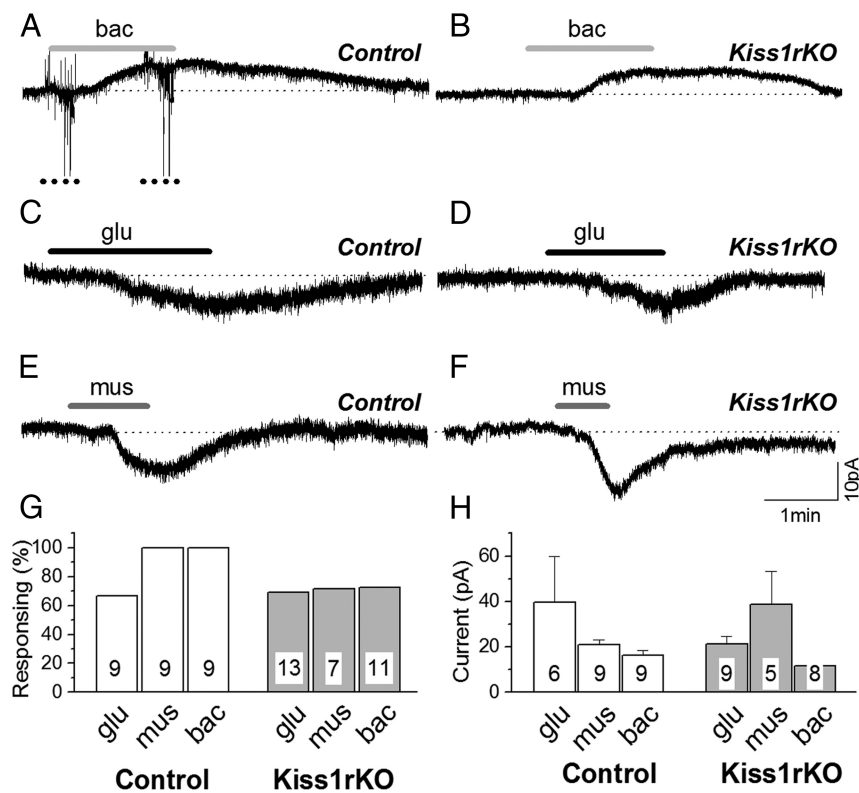 A
bac
Control
B
bac
Kiss1rKO
C
glu
Control
D
glu
Kiss1rKO
E
mus
Control
F
mus
Kiss1rKO
10pA
1min
G
Responsing (%)
100
80
60
40
20
0
9 9 9 13 7 11
glu mus bac glu mus bac
Control Kiss1rKO
H
Current (pA)
60
40
20
0
6 9 9 9 5 8
glu mus bac glu mus bac
Control Kiss1rKO